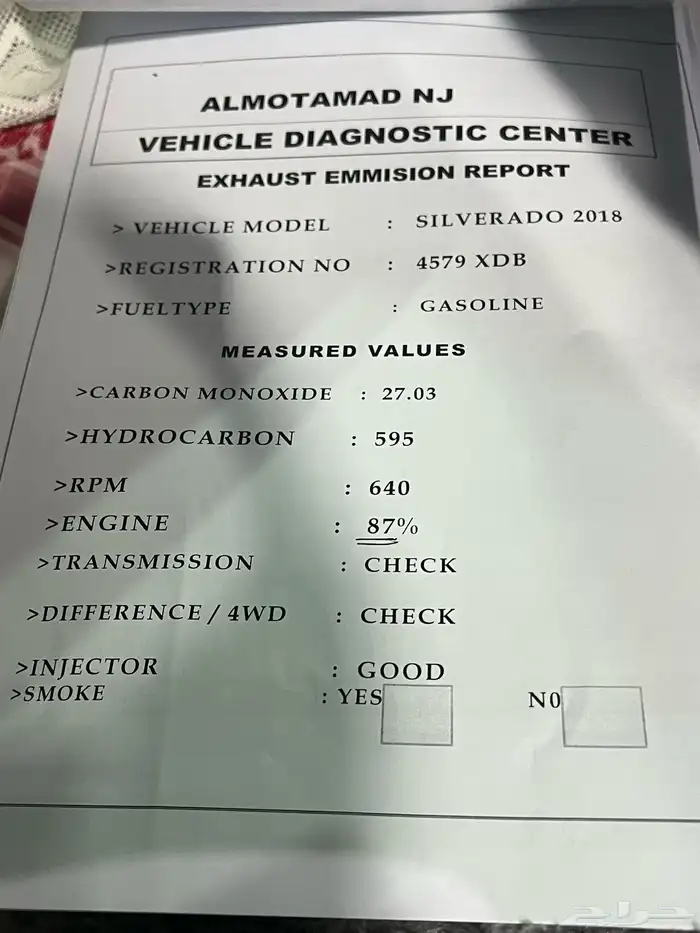 ALMOTAMAD NJ
VEHICLE DIAGNOSTIC CENTER
EXHAUST EMMISION REPORT
> VEHICLE MODEL : SILVERADO 2018
>REGISTRATION NO : 4579 XDB
>FUELTYPE : GASOLINE
MEASURED VALUES
>CARBON MONOXIDE : 27.03
>HYDROCARBON : 595
>RPM : 640
>ENGINE : 87%
>TRANSMISSION : CHECK
>DIFFERENCE / 4WD : CHECK
>INJECTOR : GOOD
>SMOKE : YES N0
حراج